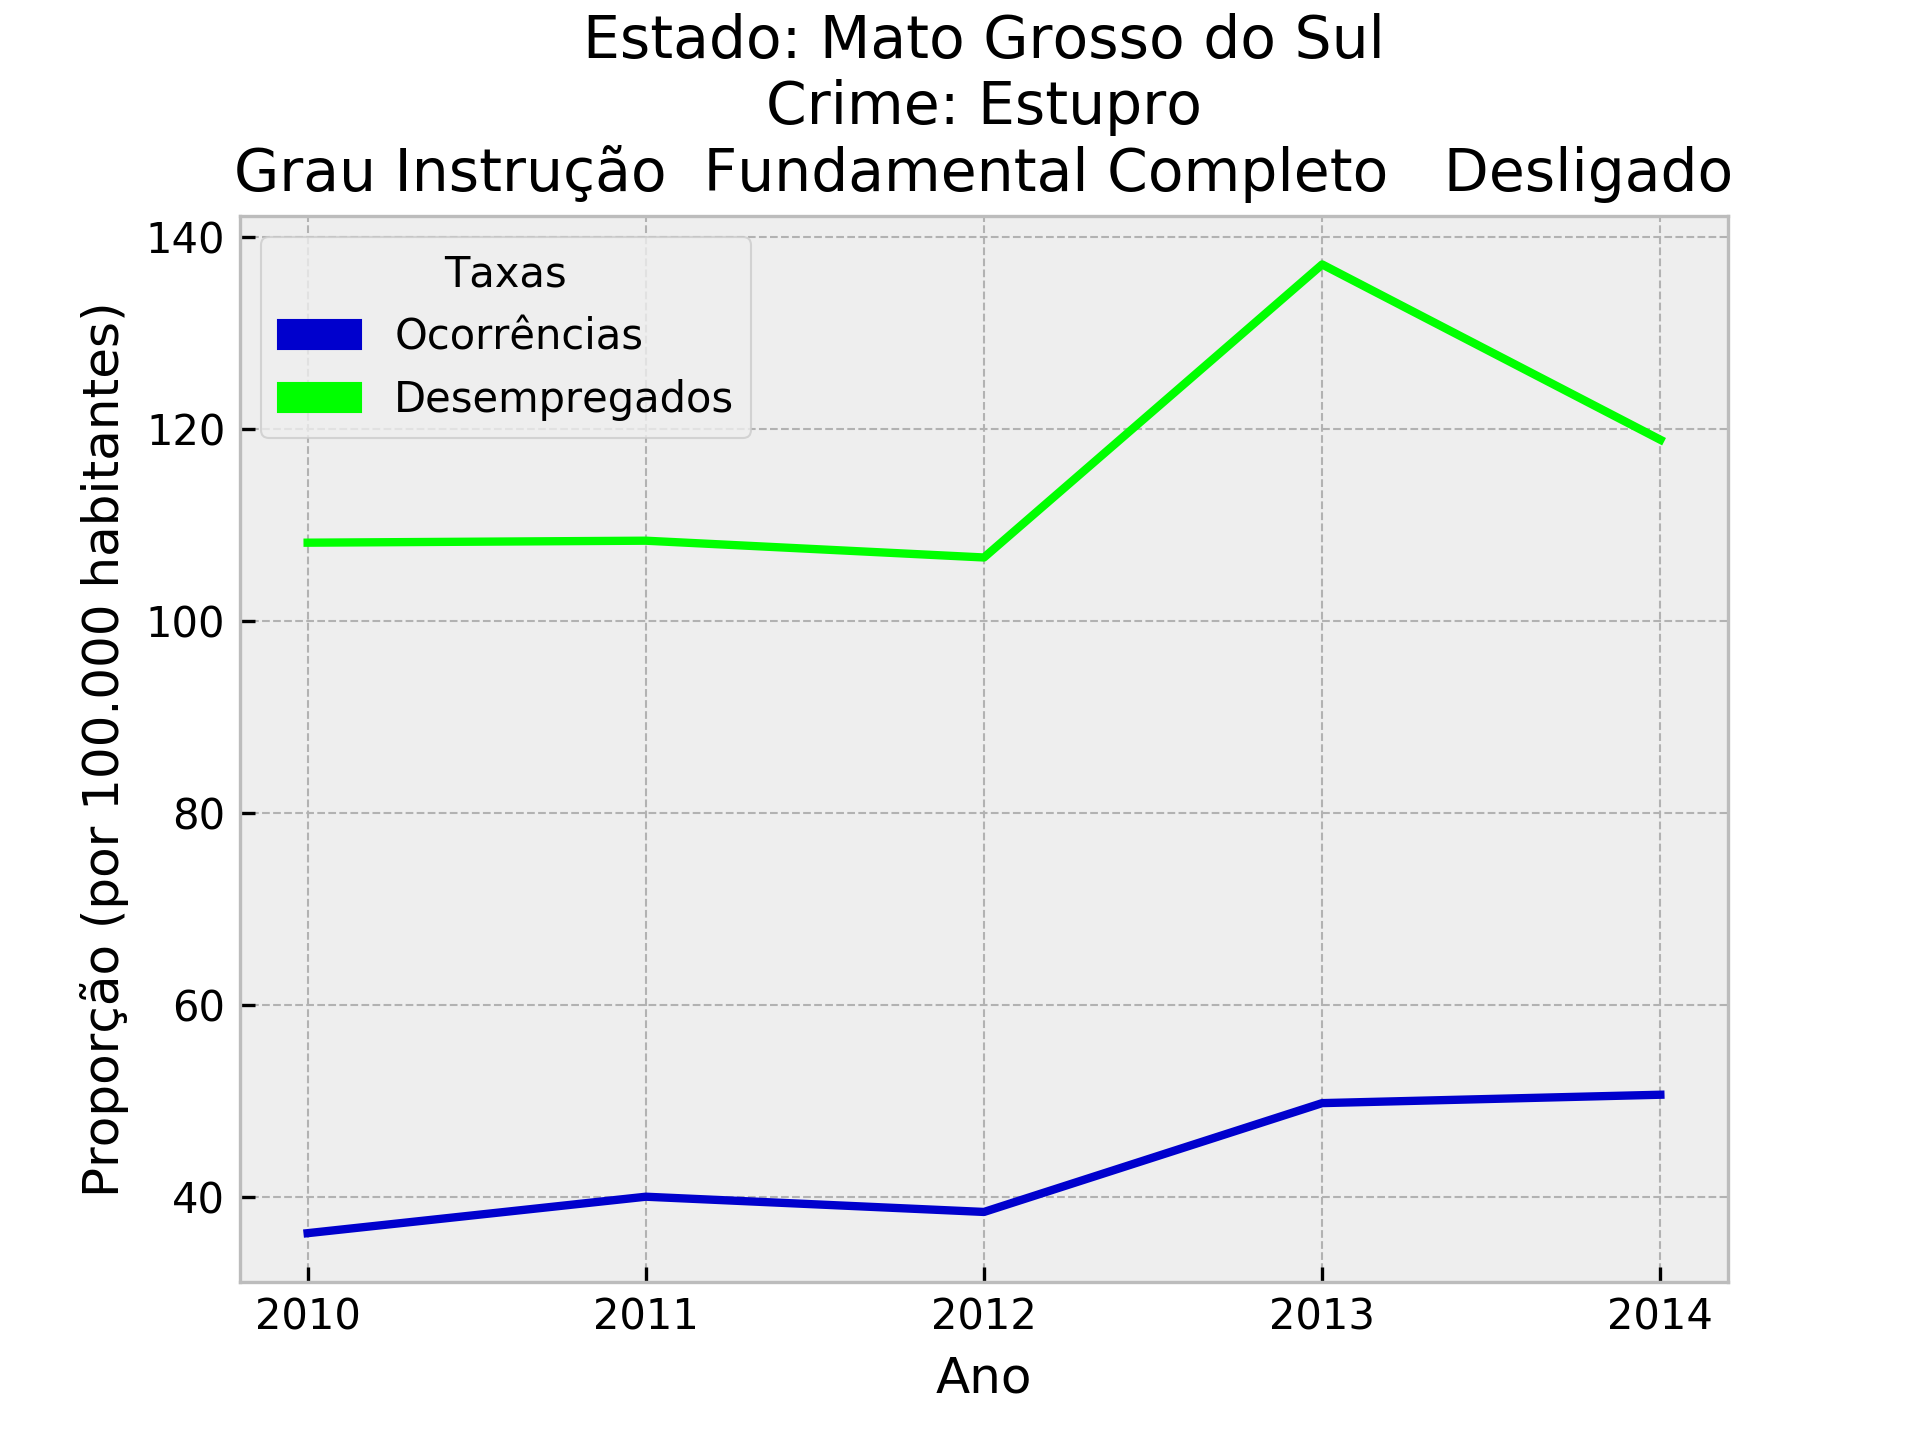 Estado: Mato Grosso do Sul
Crime: Estupro
Grau Instrução  Fundamental Completo   Desligado
Taxas
Ocorrências
Desempregados
Proporção (por 100.000 habitantes)
140
120
100
80
60
40
2010 2011 2012 2013 2014
Ano